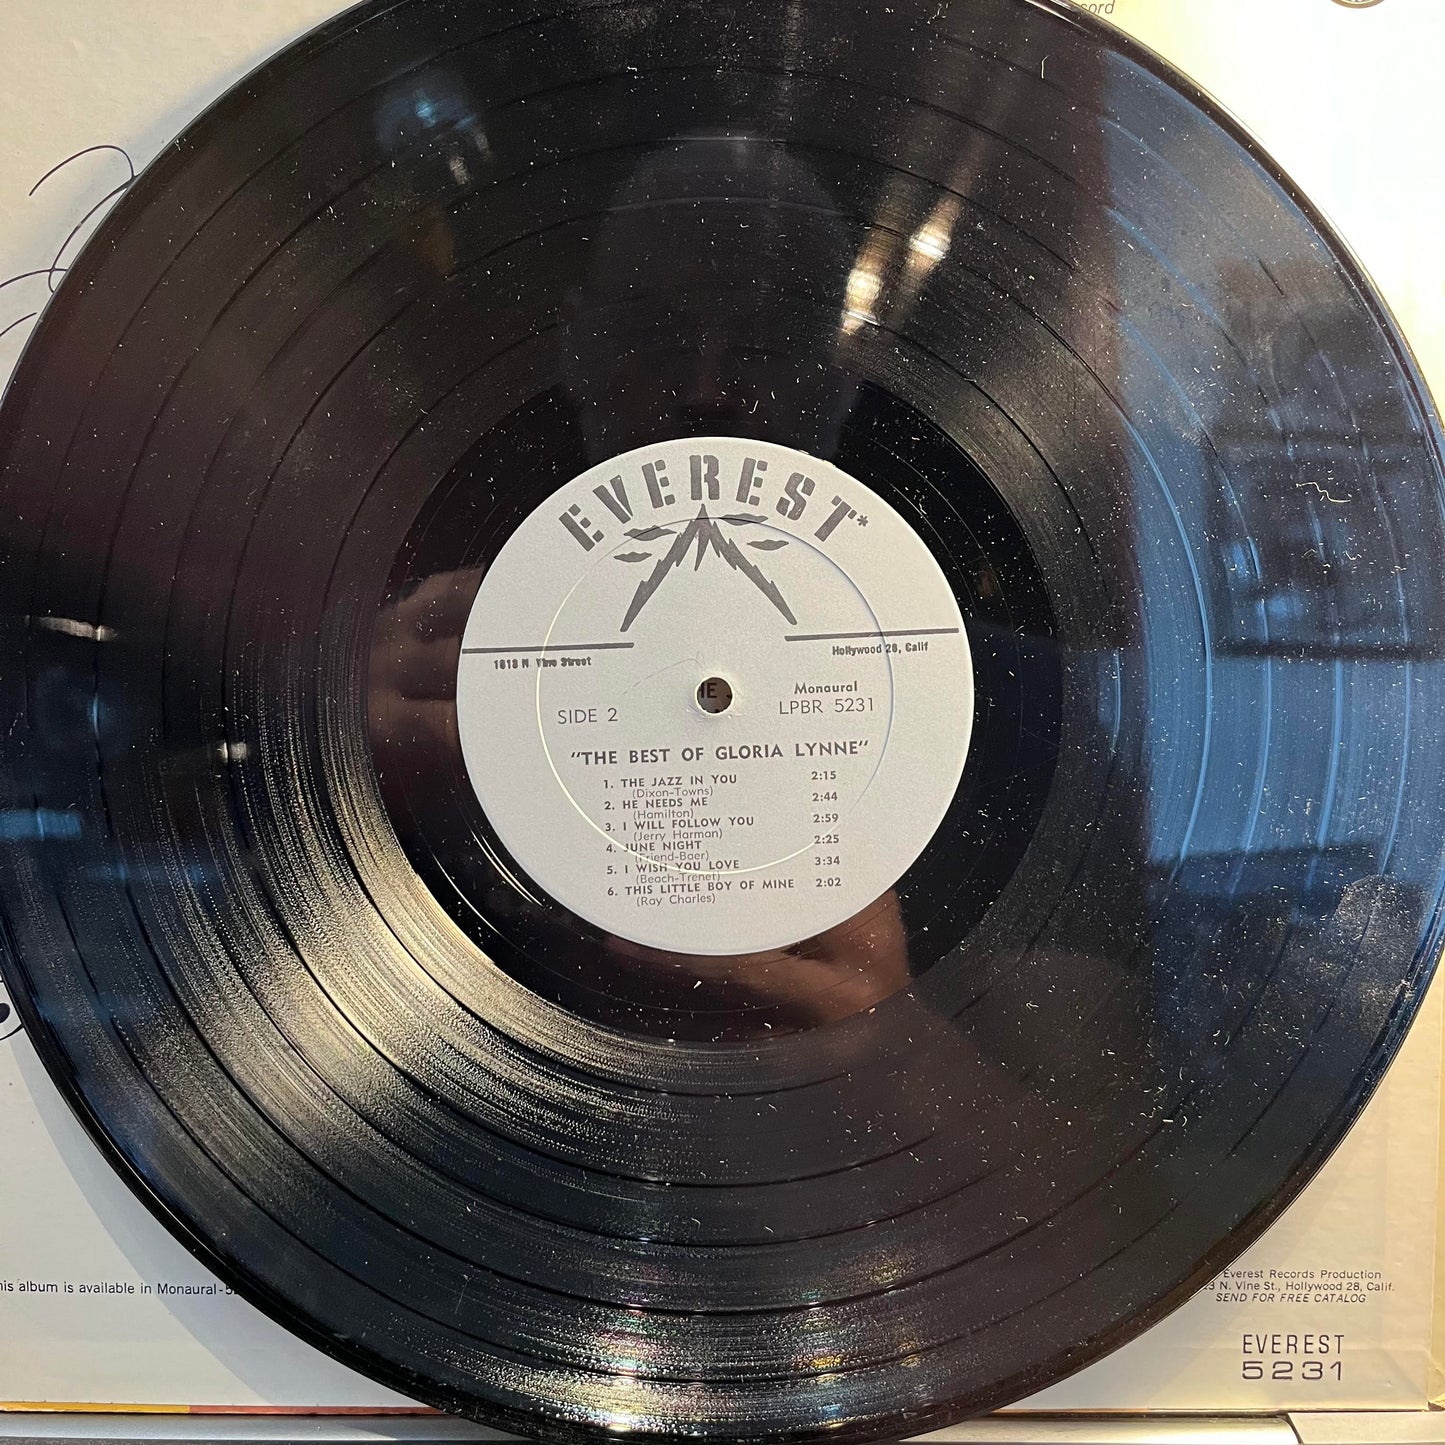 EVEREST*
1313 N. Vine Street
Hollywood 28, Calif
Monaural
SIDE 2
LPBR 5231
"THE BEST OF GLORIA LYNNE"
1. THE JAZZ IN YOU 2:15
(Dixon-Towns)
2. HE NEEDS ME 2:44
(Hamilton)
3. I WILL FOLLOW YOU 2:59
(Jerry Harman)
4. JUNE NIGHT 2:25
(Friend-Baer)
5. I WISH YOU LOVE 3:34
(Beach-Trenet)
6. THIS LITTLE BOY OF MINE 2:02
(Ray Charles)
album is available in Monaural-
Everest Records Production
N. Vine St., Hollywood 28, Calif.
SEND FOR FREE CATALOG
EVEREST
5231